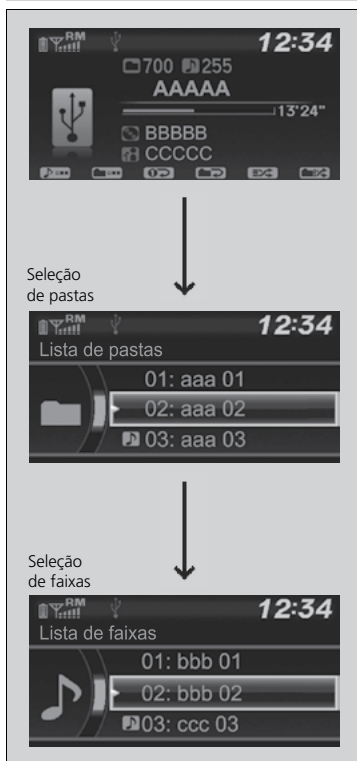 RM 12:34
700 255
AAAAA
13'24"
BBBBB
CCCCC
Seleção
de pastas
RM 12:34
Lista de pastas
01: aaa 01
02: aaa 02
03: aaa 03
Seleção
de faixas
RM 12:34
Lista de faixas
01: bbb 01
02: bbb 02
03: ccc 03